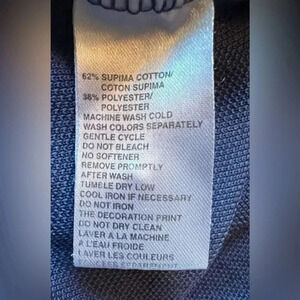 62% SUPIMA COTTON/
COTON SUPIMA
38% POLYESTER/
POLYESTER
MACHINE WASH COLD
WASH COLORS SEPARATELY
GENTLE CYCLE
DO NOT BLEACH
NO SOFTENER
REMOVE PROMPTLY
AFTER WASH
TUMBLE DRY LOW
COOL IRON IF NECESSARY
DO NOT IRON
THE DECORATION PRINT
DO NOT DRY CLEAN
LAVER A LA MACHINE
A L'EAU FROIDE
LAVER LES COULEURS